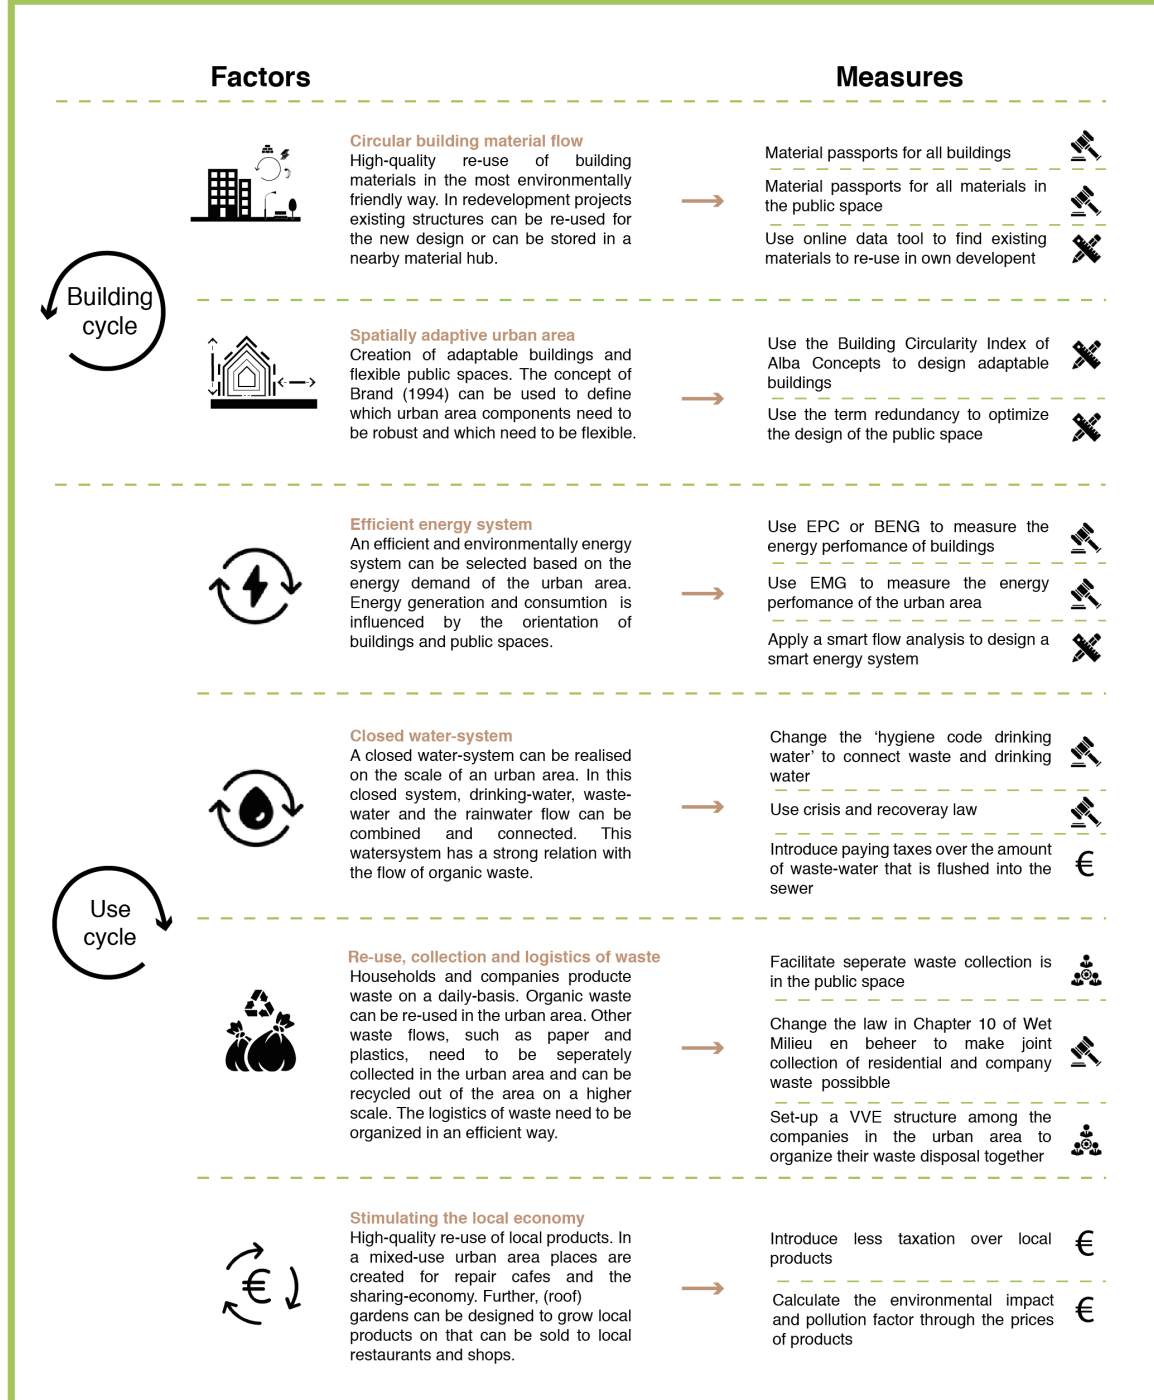 Factors
Measures
Building
cycle
Circular building material flow
High-quality re-use of building
materials in the most environmentally
friendly way. In redevelopment projects
existing structures can be re-used for
the new design or can be stored in a
nearby material hub.
Material passports for all buildings
Material passports for all materials in
the public space
Use online data tool to find existing
materials to re-use in own developent
Spatially adaptive urban area
Creation of adaptable buildings and
flexible public spaces. The concept of
Brand (1994) can be used to define
which urban area components need to
be robust and which need to be flexible.
Use the Building Circularity Index of
Alba Concepts to design adaptable
buildings
Use the term redundancy to optimize
the design of the public space
Use
cycle
Efficient energy system
An efficient and environmentally energy
system can be selected based on the
energy demand of the urban area.
Energy generation and consumtion is
influenced by the orientation of
buildings and public spaces.
Use EPC or BENG to measure the
energy perfomance of buildings
Use EMG to measure the energy
perfomance of the urban area
Apply a smart flow analysis to design a
smart energy system
Closed water-system
A closed water-system can be realised
on the scale of an urban area. In this
closed system, drinking-water, waste-
water and the rainwater flow can be
combined and connected. This
watersystem has a strong relation with
the flow of organic waste.
Change the ‘hygiene code drinking
water’ to connect waste and drinking
water
Use crisis and recoveray law
Introduce paying taxes over the amount
of waste-water that is flushed into the
sewer
€
Re-use, collection and logistics of waste
Households and companies producte
waste on a daily-basis. Organic waste
can be re-used in the urban area. Other
waste flows, such as paper and
plastics, need to be seperately
collected in the urban area and can be
recycled out of the area on a higher
scale. The logistics of waste need to be
organized in an efficient way.
Facilitate seperate waste collection is
in the public space
Change the law in Chapter 10 of Wet
Milieu en beheer to make joint
collection of residential and company
waste possibble
Set-up a VVE structure among the
companies in the urban area to
organize their waste disposal together
€
Stimulating the local economy
High-quality re-use of local products. In
a mixed-use urban area places are
created for repair cafes and the
sharing-economy. Further, (roof)
gardens can be designed to grow local
products on that can be sold to local
restaurants and shops.
Introduce less taxation over local
products
€
Calculate the environmental impact
and pollution factor through the prices
of products
€